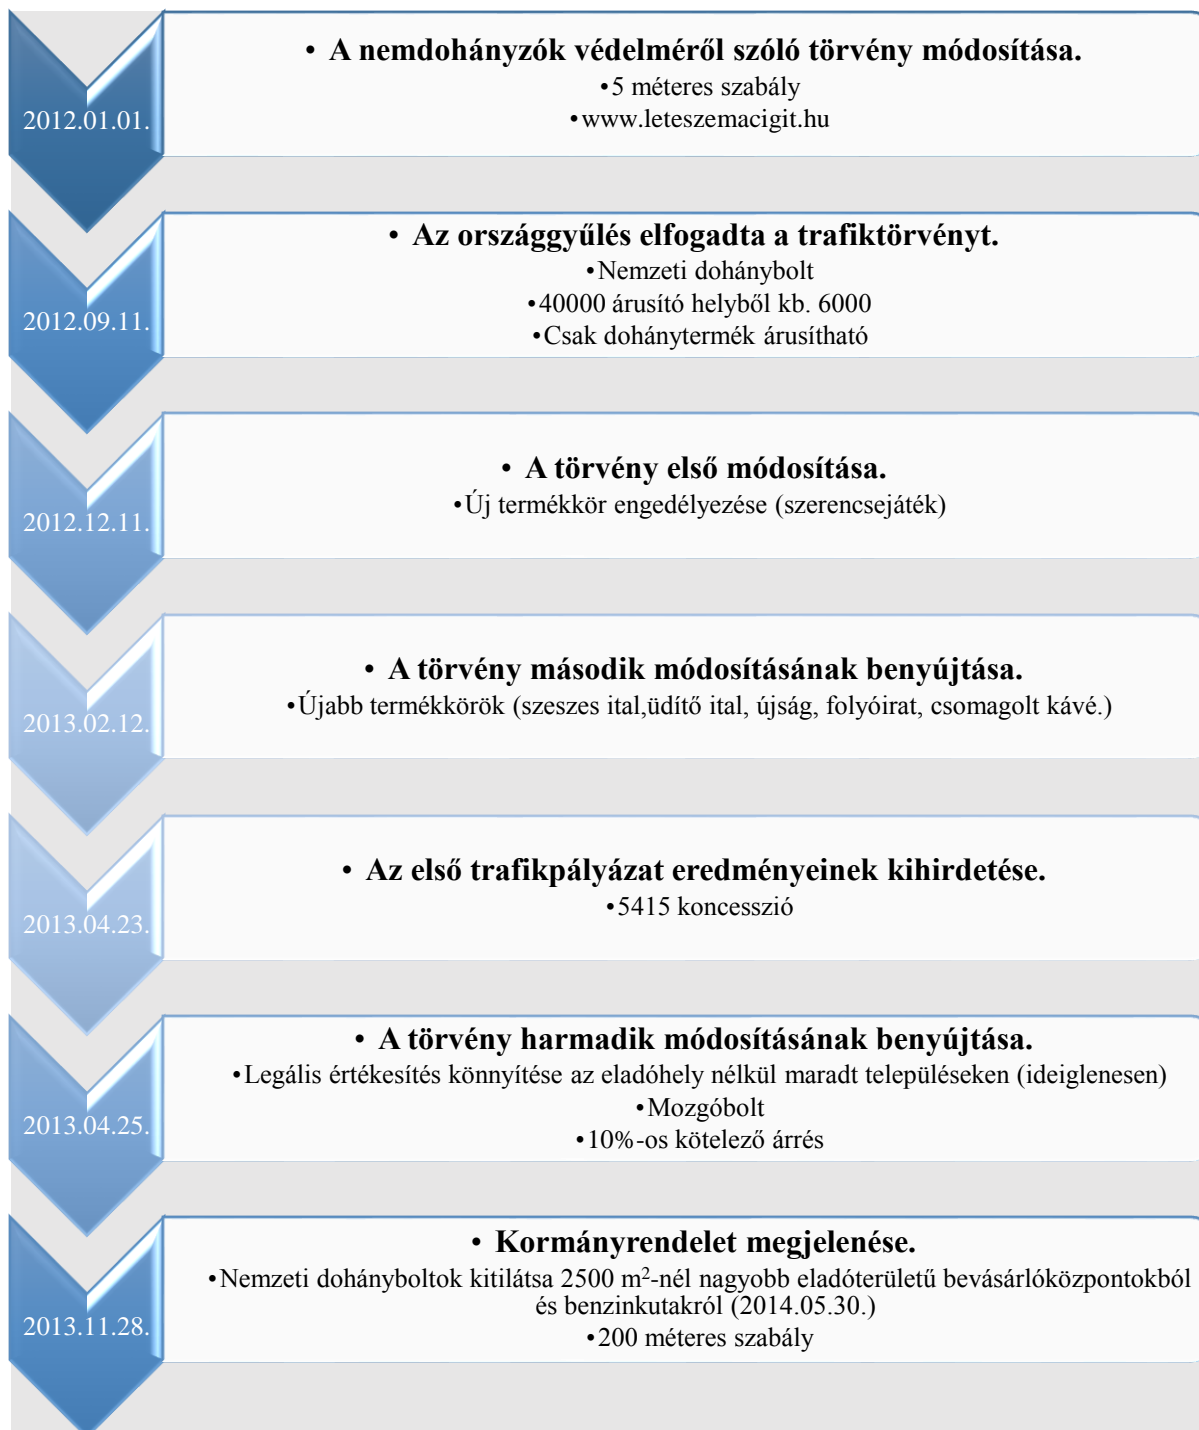 2012.01.01.
• A nemdohányzók védelméről szóló törvény módosítása.
•5 méteres szabály
•www.leteszemacigit.hu
2012.09.11.
• Az országgyűlés elfogadta a trafiktörvényt.
•Nemzeti dohánybolt
•40000 árusító helyből kb. 6000
•Csak dohánytermék árusítható
2012.12.11.
• A törvény első módosítása.
•Új termékkör engedélyezése (szerencsejáték)
2013.02.12.
• A törvény második módosításának benyújtása.
•Újabb termékkörök (szeszes ital,üdítő ital, újság, folyóirat, csomagolt kávé.)
2013.04.23.
• Az első trafikpályázat eredményeinek kihirdetése.
•5415 koncesszió
2013.04.25.
• A törvény harmadik módosításának benyújtása.
•Legális értékesítés könnyítése az eladóhely nélkül maradt településeken (ideiglenesen)
•Mozgóbolt
•10%-os kötelező árrés
2013.11.28.
• Kormányrendelet megjelenése.
•Nemzeti dohányboltok kitilátsa 2500 m²-nél nagyobb eladóterületű bevásárlóközpontokból
és benzinkutakról (2014.05.30.)
•200 méteres szabály